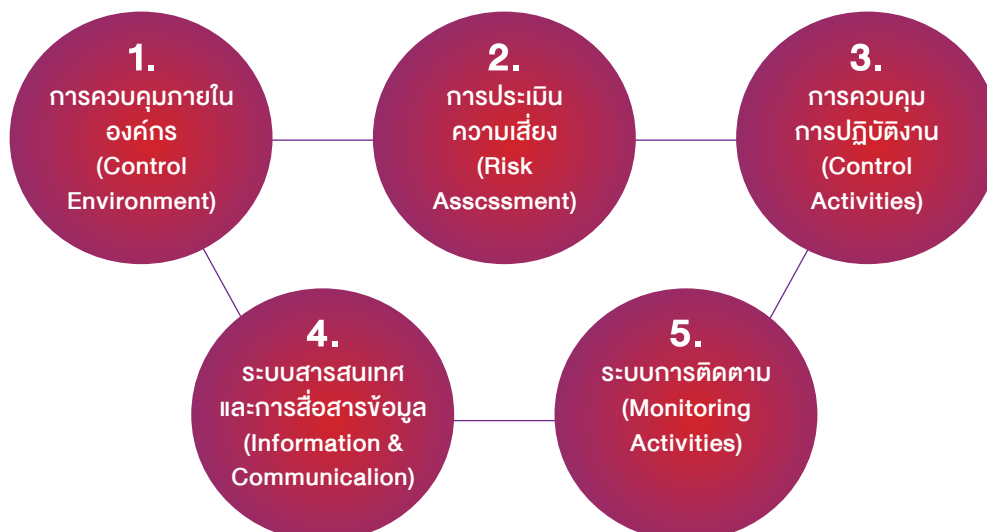 1.
การควบคุมภายใน
องค์กร
(Control
Environment)
2.
การประเมิน
ความเสี่ยง
(Risk
Asscssment)
3.
การควบคุม
การปฏิบัติงาน
(Control
Activities)
4.
ระบบสารสนเทศ
และการสื่อสารข้อมูล
(Information &
Communicalion)
5.
ระบบการติดตาม
(Monitoring
Activities)